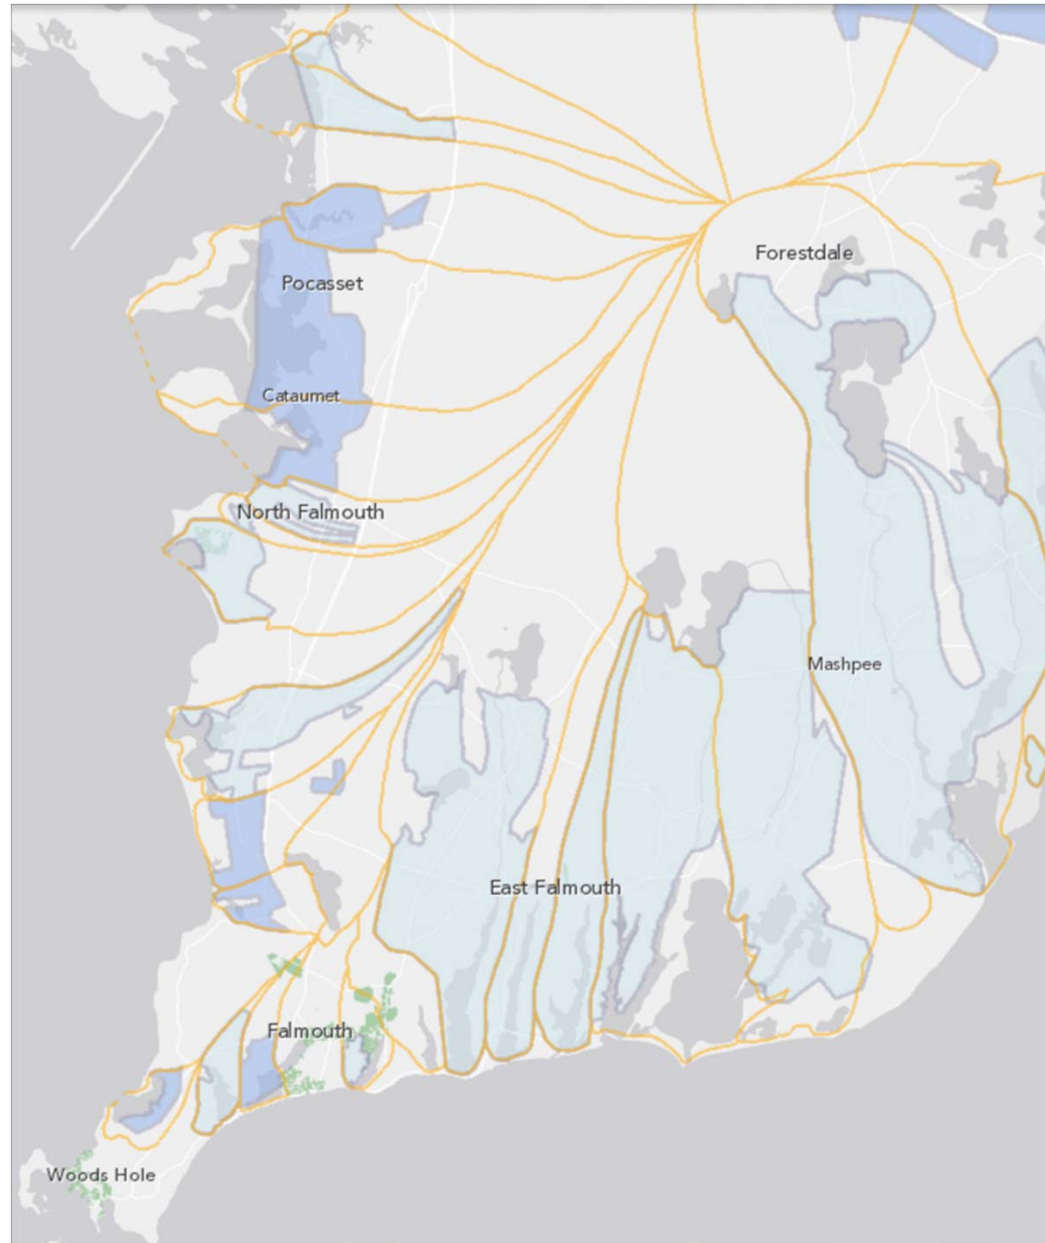 Forestdale
Pocasset
Cataumet
North Falmouth
Mashpee
East Falmouth
Falmouth
Woods Hole